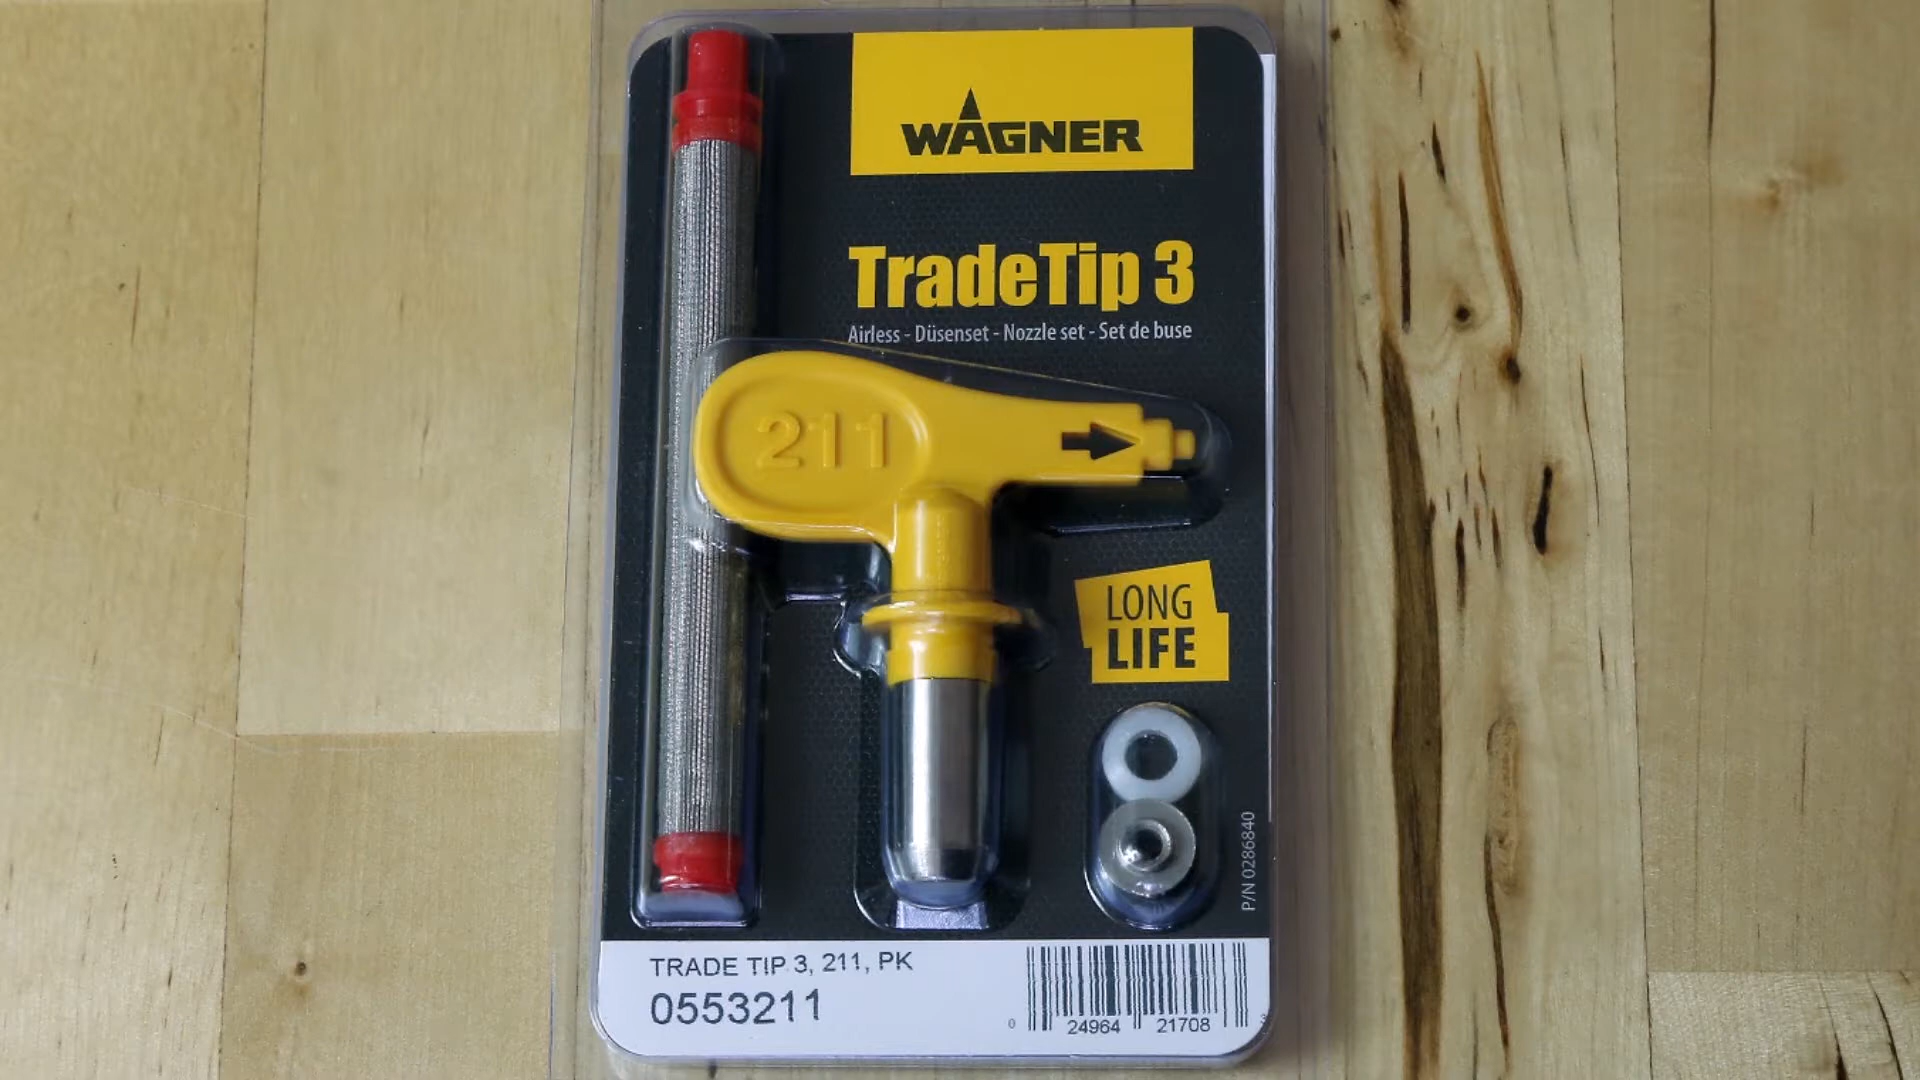 WAGNER
TradeTip 3
Airless - Düsenset - Nozzle set - Set de buse
211
LONG
LIFE
P/N 0286840
TRADE TIP 3, 211, PK
0553211
0 24964 21708 3